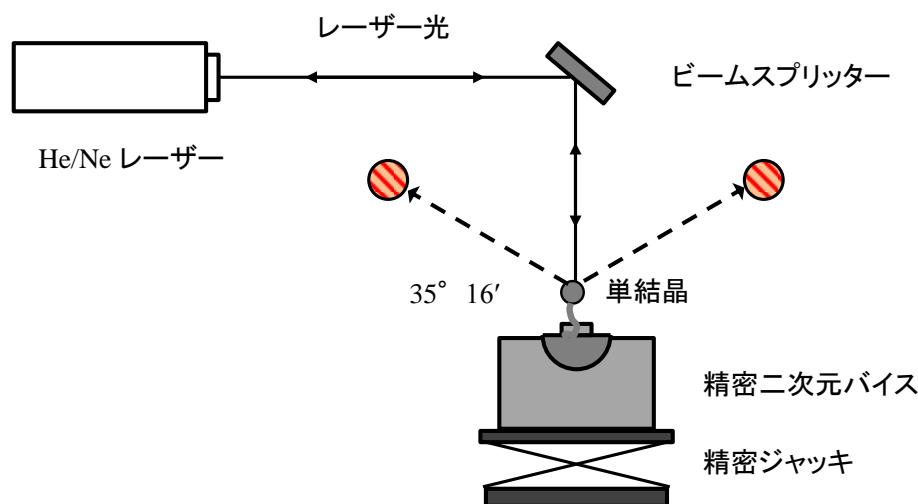 レーザー光
ビームスプリッター
He/Ne レーザー
35° 16′
単結晶
精密二次元バイス
精密ジャッキ